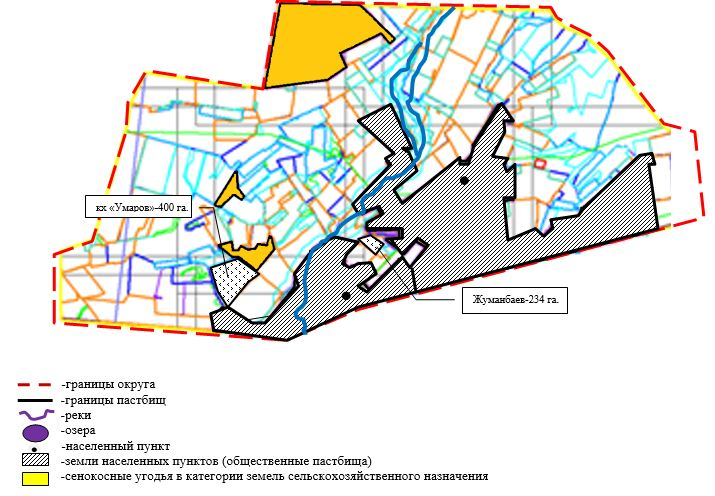 кх «Умаров»-400 га.
Жуманбаев-234 га.
-границы округа
-границы пастбищ
-реки
-озера
-населенный пункт
-земли населенных пунктов (общественные пастбища)
-сенокосные угодья в категории земель сельскохозяйственного назначения